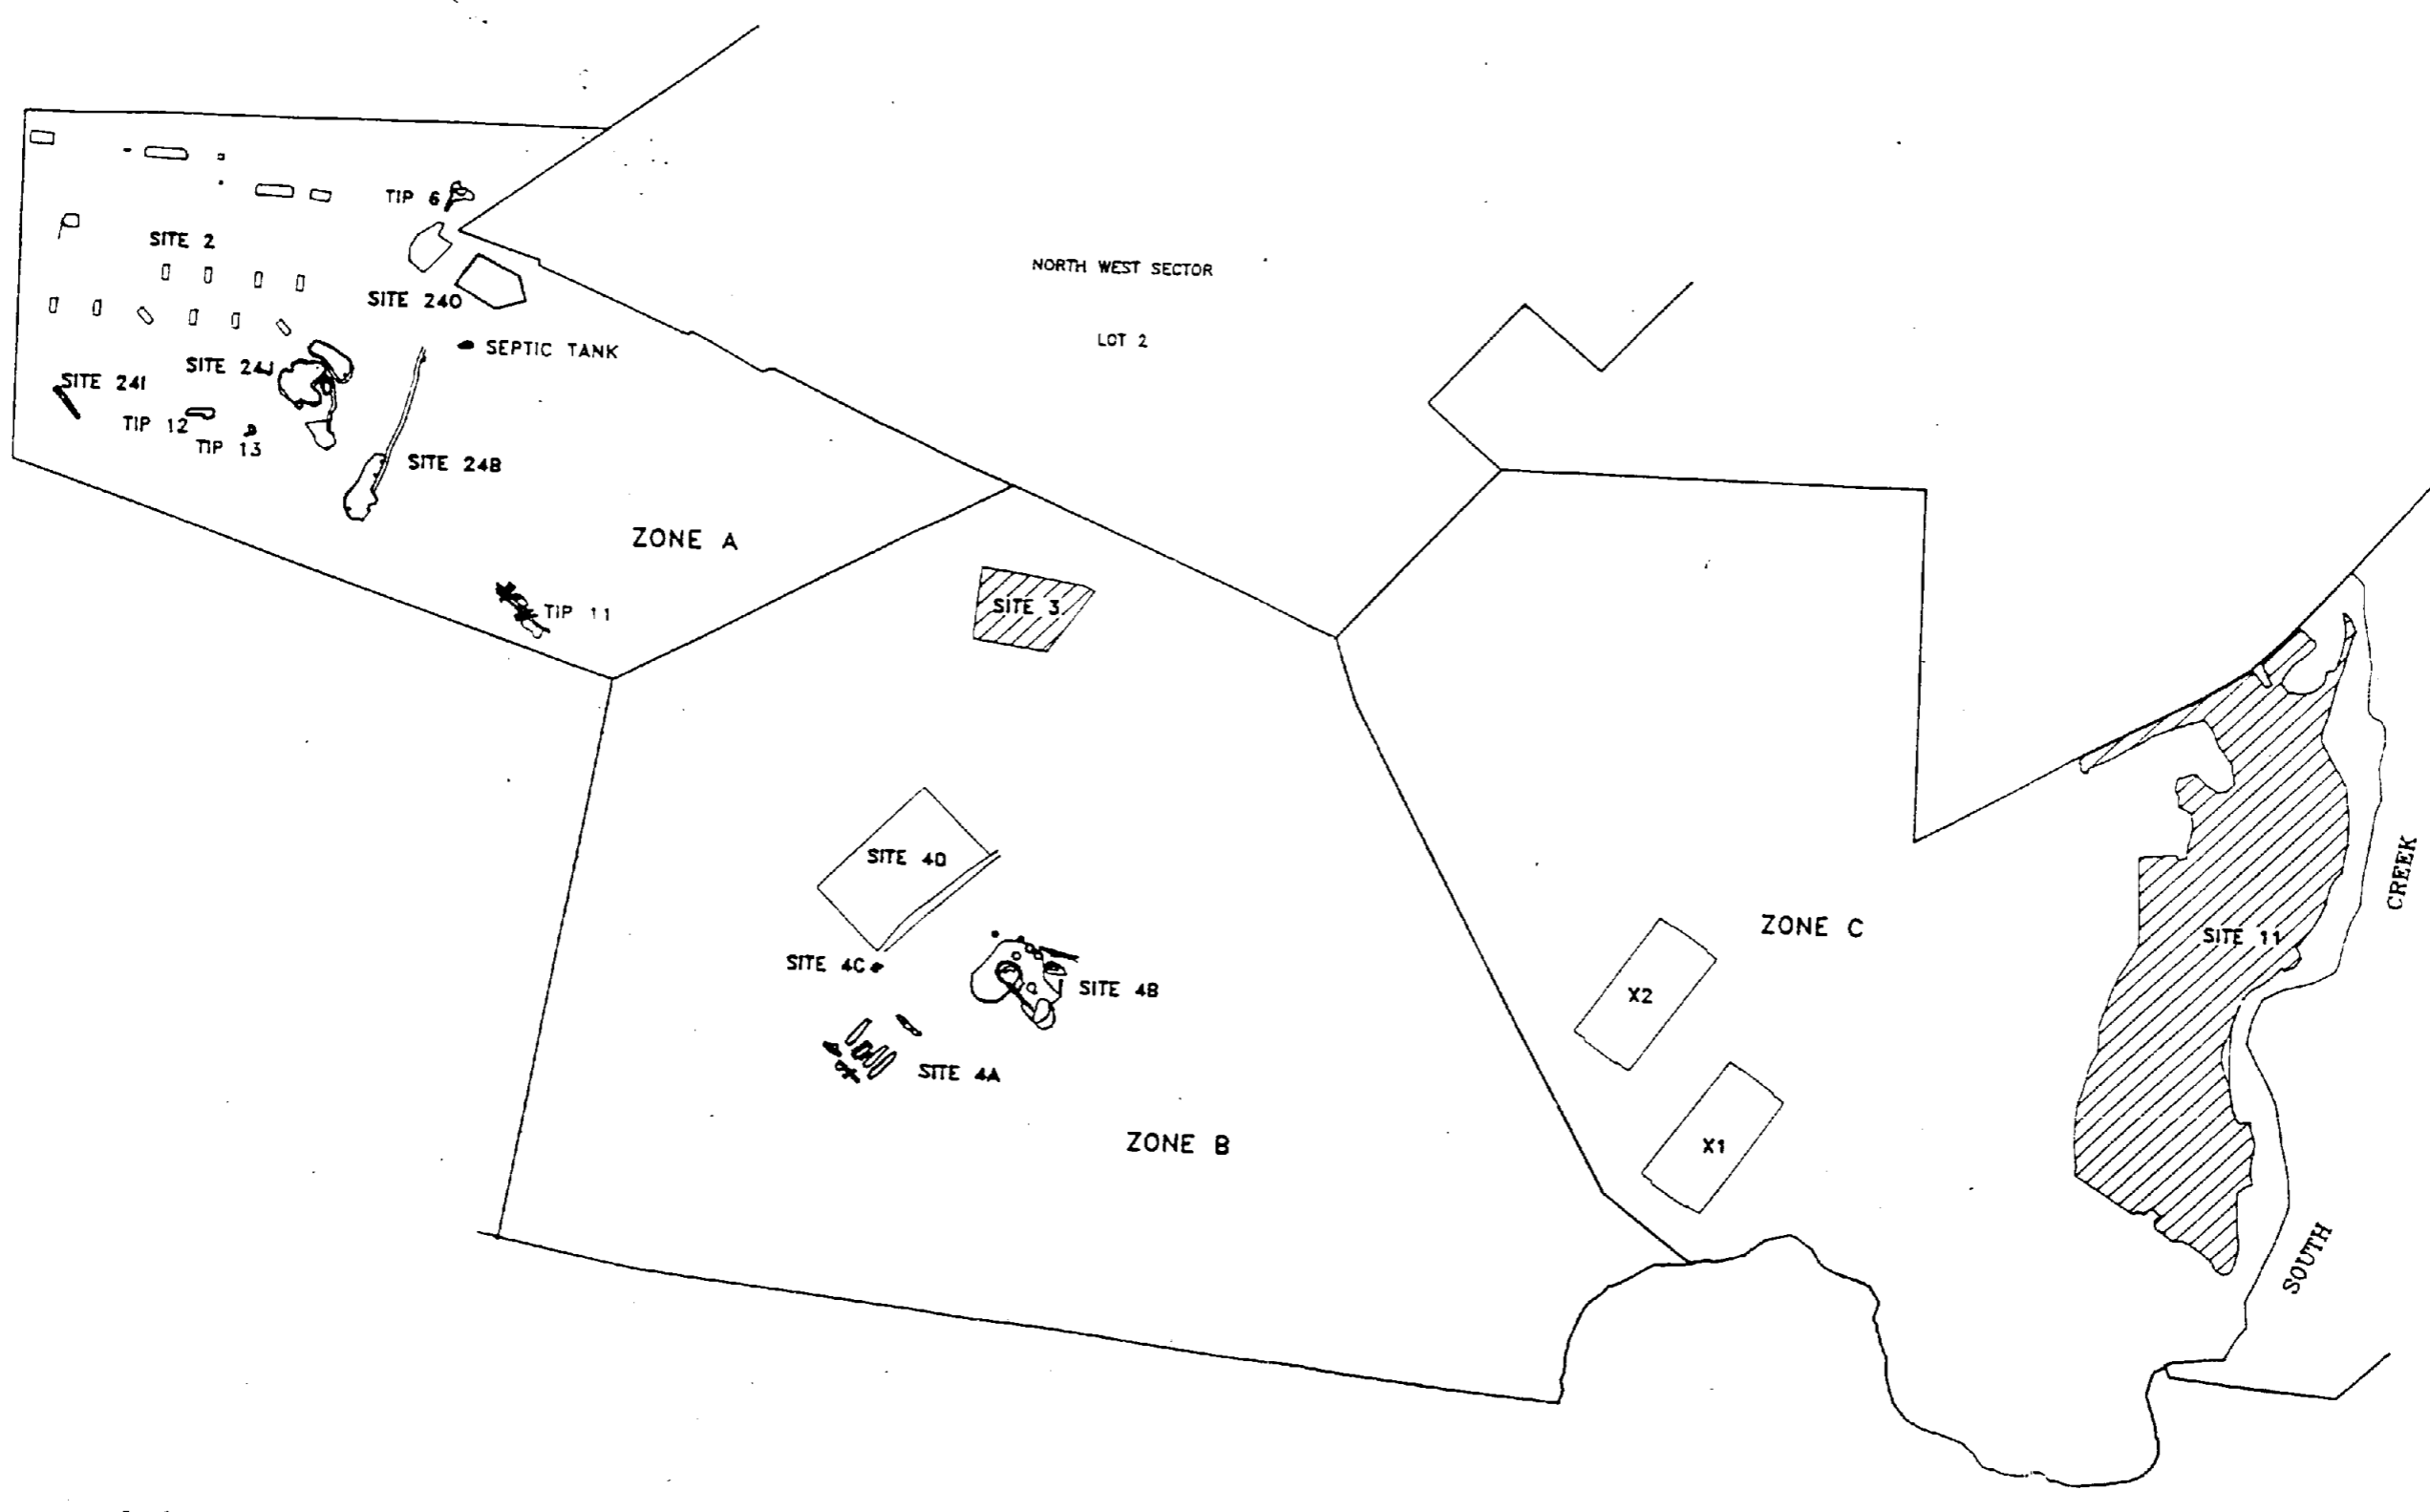 TIP 6
SITE 2
NORTH WEST SECTOR
SITE 240
LOT 2
SEPTIC TANK
SITE 24J
SITE 241
TIP 12
TIP 13
SITE 24B
ZONE A
TIP 11
SITE 3
SITE 4D
CREEK
ZONE C
SITE 11
SITE 4C
SITE 4B
X2
SITE 4A
ZONE B
X1
SOUTH